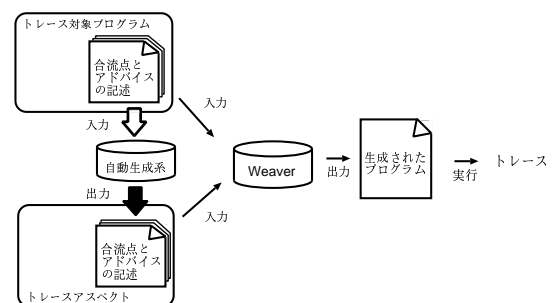 トレース対象プログラム
合流点と
アドバイス
の記述
入力
入力
自動生成系
Weaver
出力
生成された
プログラム
実行
トレース
出力
入力
合流点と
アドバイス
の記述
トレースアスペクト